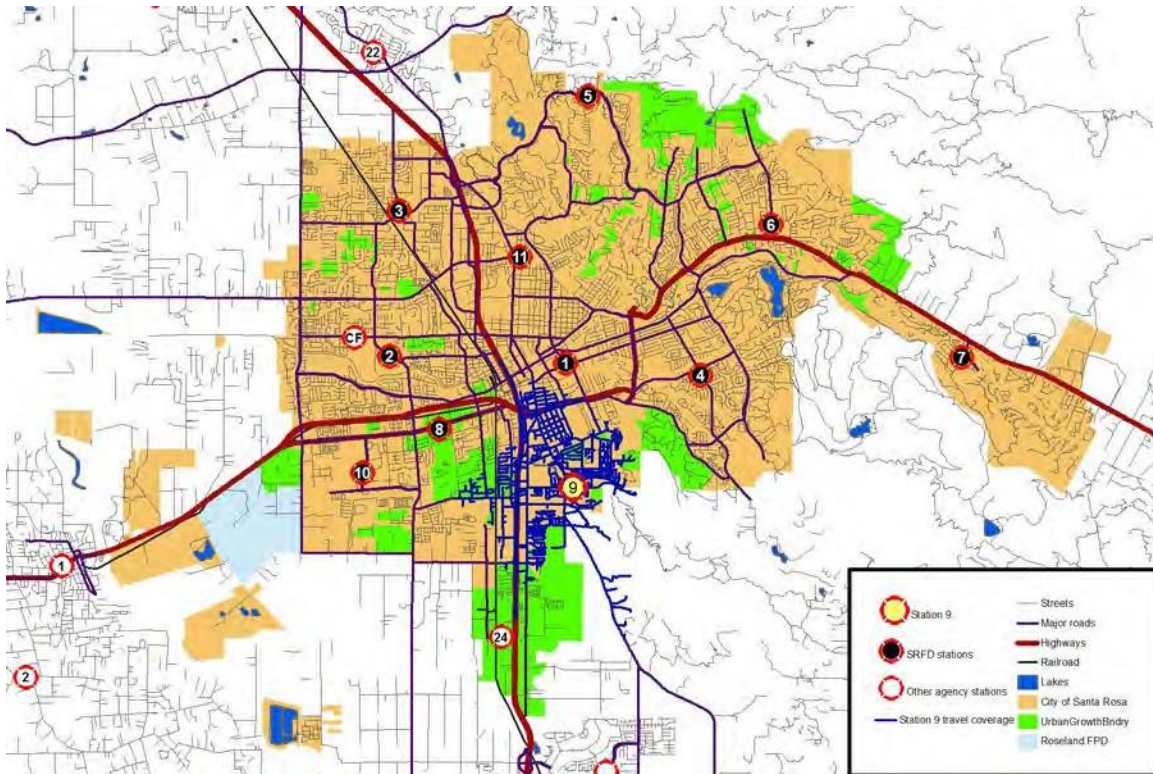 22
5
3
6
11
CF
2
1
7
4
8
10
9
1
24
2
Station 9
SRFD stations
Other agency stations
Station 9 travel coverage
Streets
Major roads
Highways
Railroad
Lakes
City of Santa Rosa
UrbanGrowthBndry
Roseland FPD